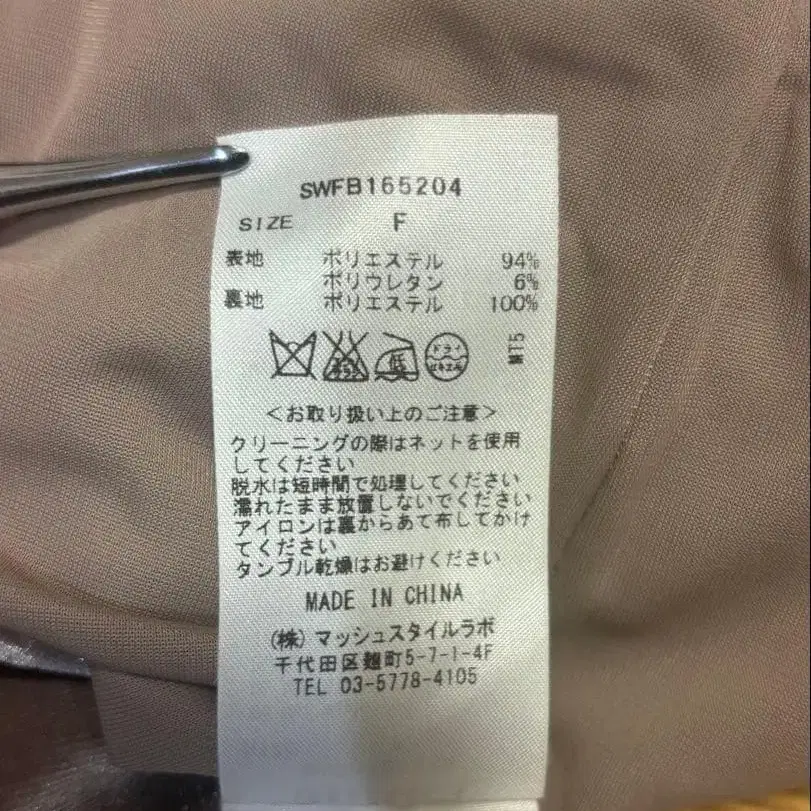 SWFB165204
SIZE F
表地 ポリエステル 94%
ポリウレタン 6%
裏地 ポリエステル 100%
低 ドライ
MT5
<お取り扱い上のご注意>
クリーニングの際はネットを使用
してください
脱水は短時間で処理してください
濡れたまま放置しないでください
アイロンは裏からあて布してかけ
てください
タンブル乾燥はお避けください
MADE IN CHINA
(株)マッシュスタイルラボ
千代田区麹町5-7-1-4F
TEL 03-5778-4105